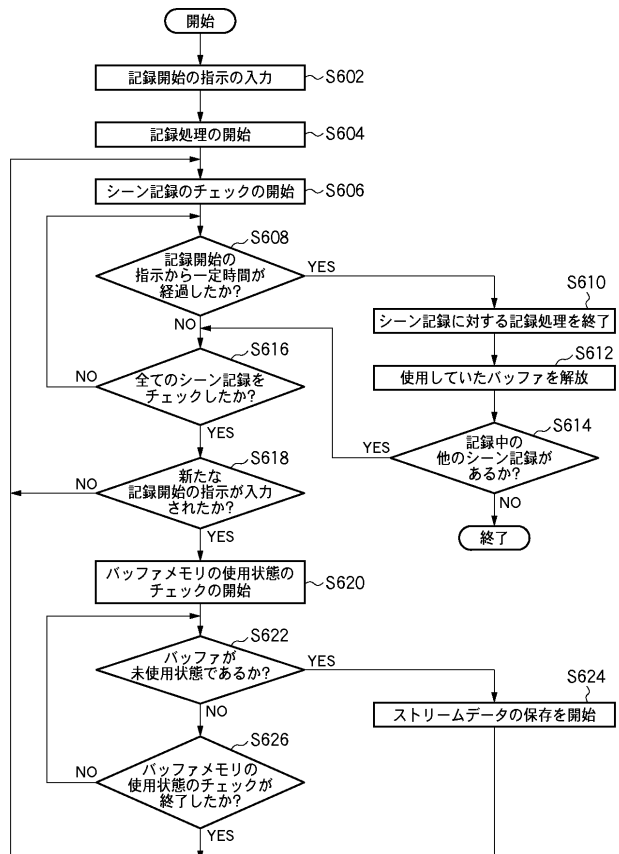 開始
記録開始の指示の入力
S602
記録処理の開始
S604
シーン記録のチェックの開始
S606
S608
記録開始の
指示から一定時間が
経過したか?
YES
NO
S610
シーン記録に対する記録処理を終了
S612
使用していたバッファを解放
S614
記録中の
他のシーン記録が
あるか?
YES
NO
終了
S616
全てのシーン記録を
チェックしたか?
NO
YES
S618
新たな
記録開始の指示が入力
されたか?
NO
YES
バッファメモリの使用状態の
チェックの開始
S620
S622
バッファが
未使用状態であるか?
YES
NO
S624
ストリームデータの保存を開始
S626
バッファメモリの
使用状態のチェックが
終了したか?
NO
YES